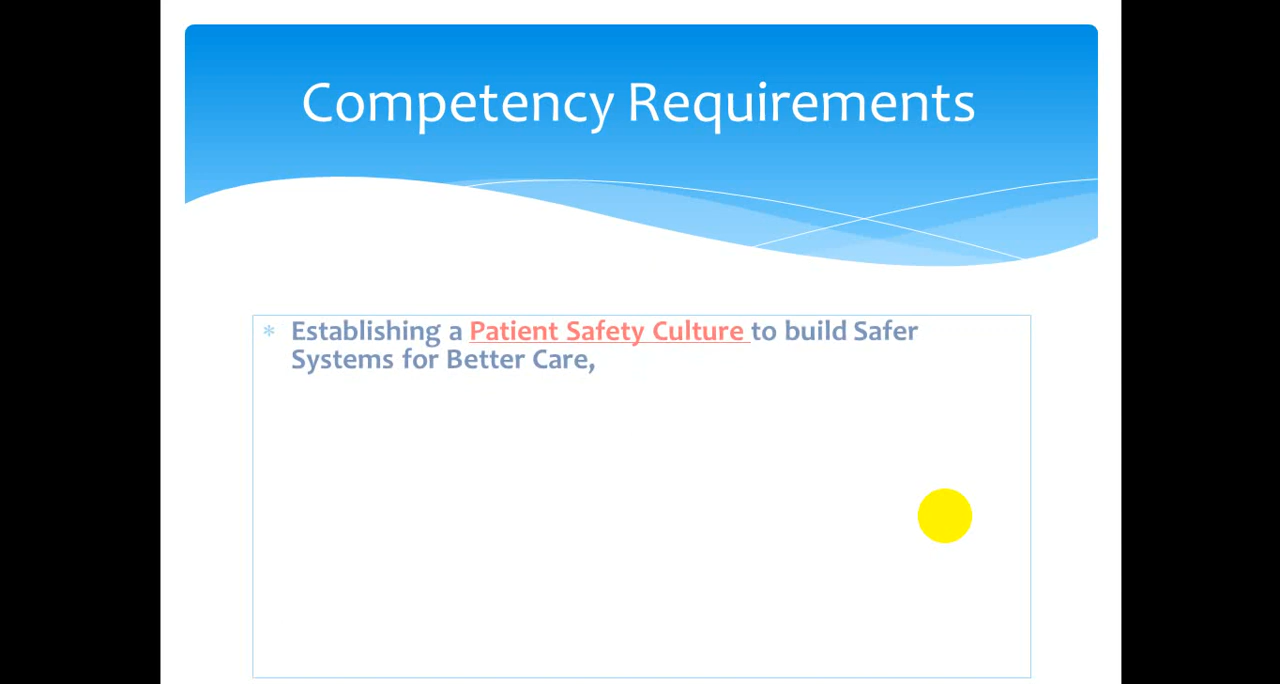 Competency Requirements
* Establishing a Patient Safety Culture to build Safer
Systems for Better Care,